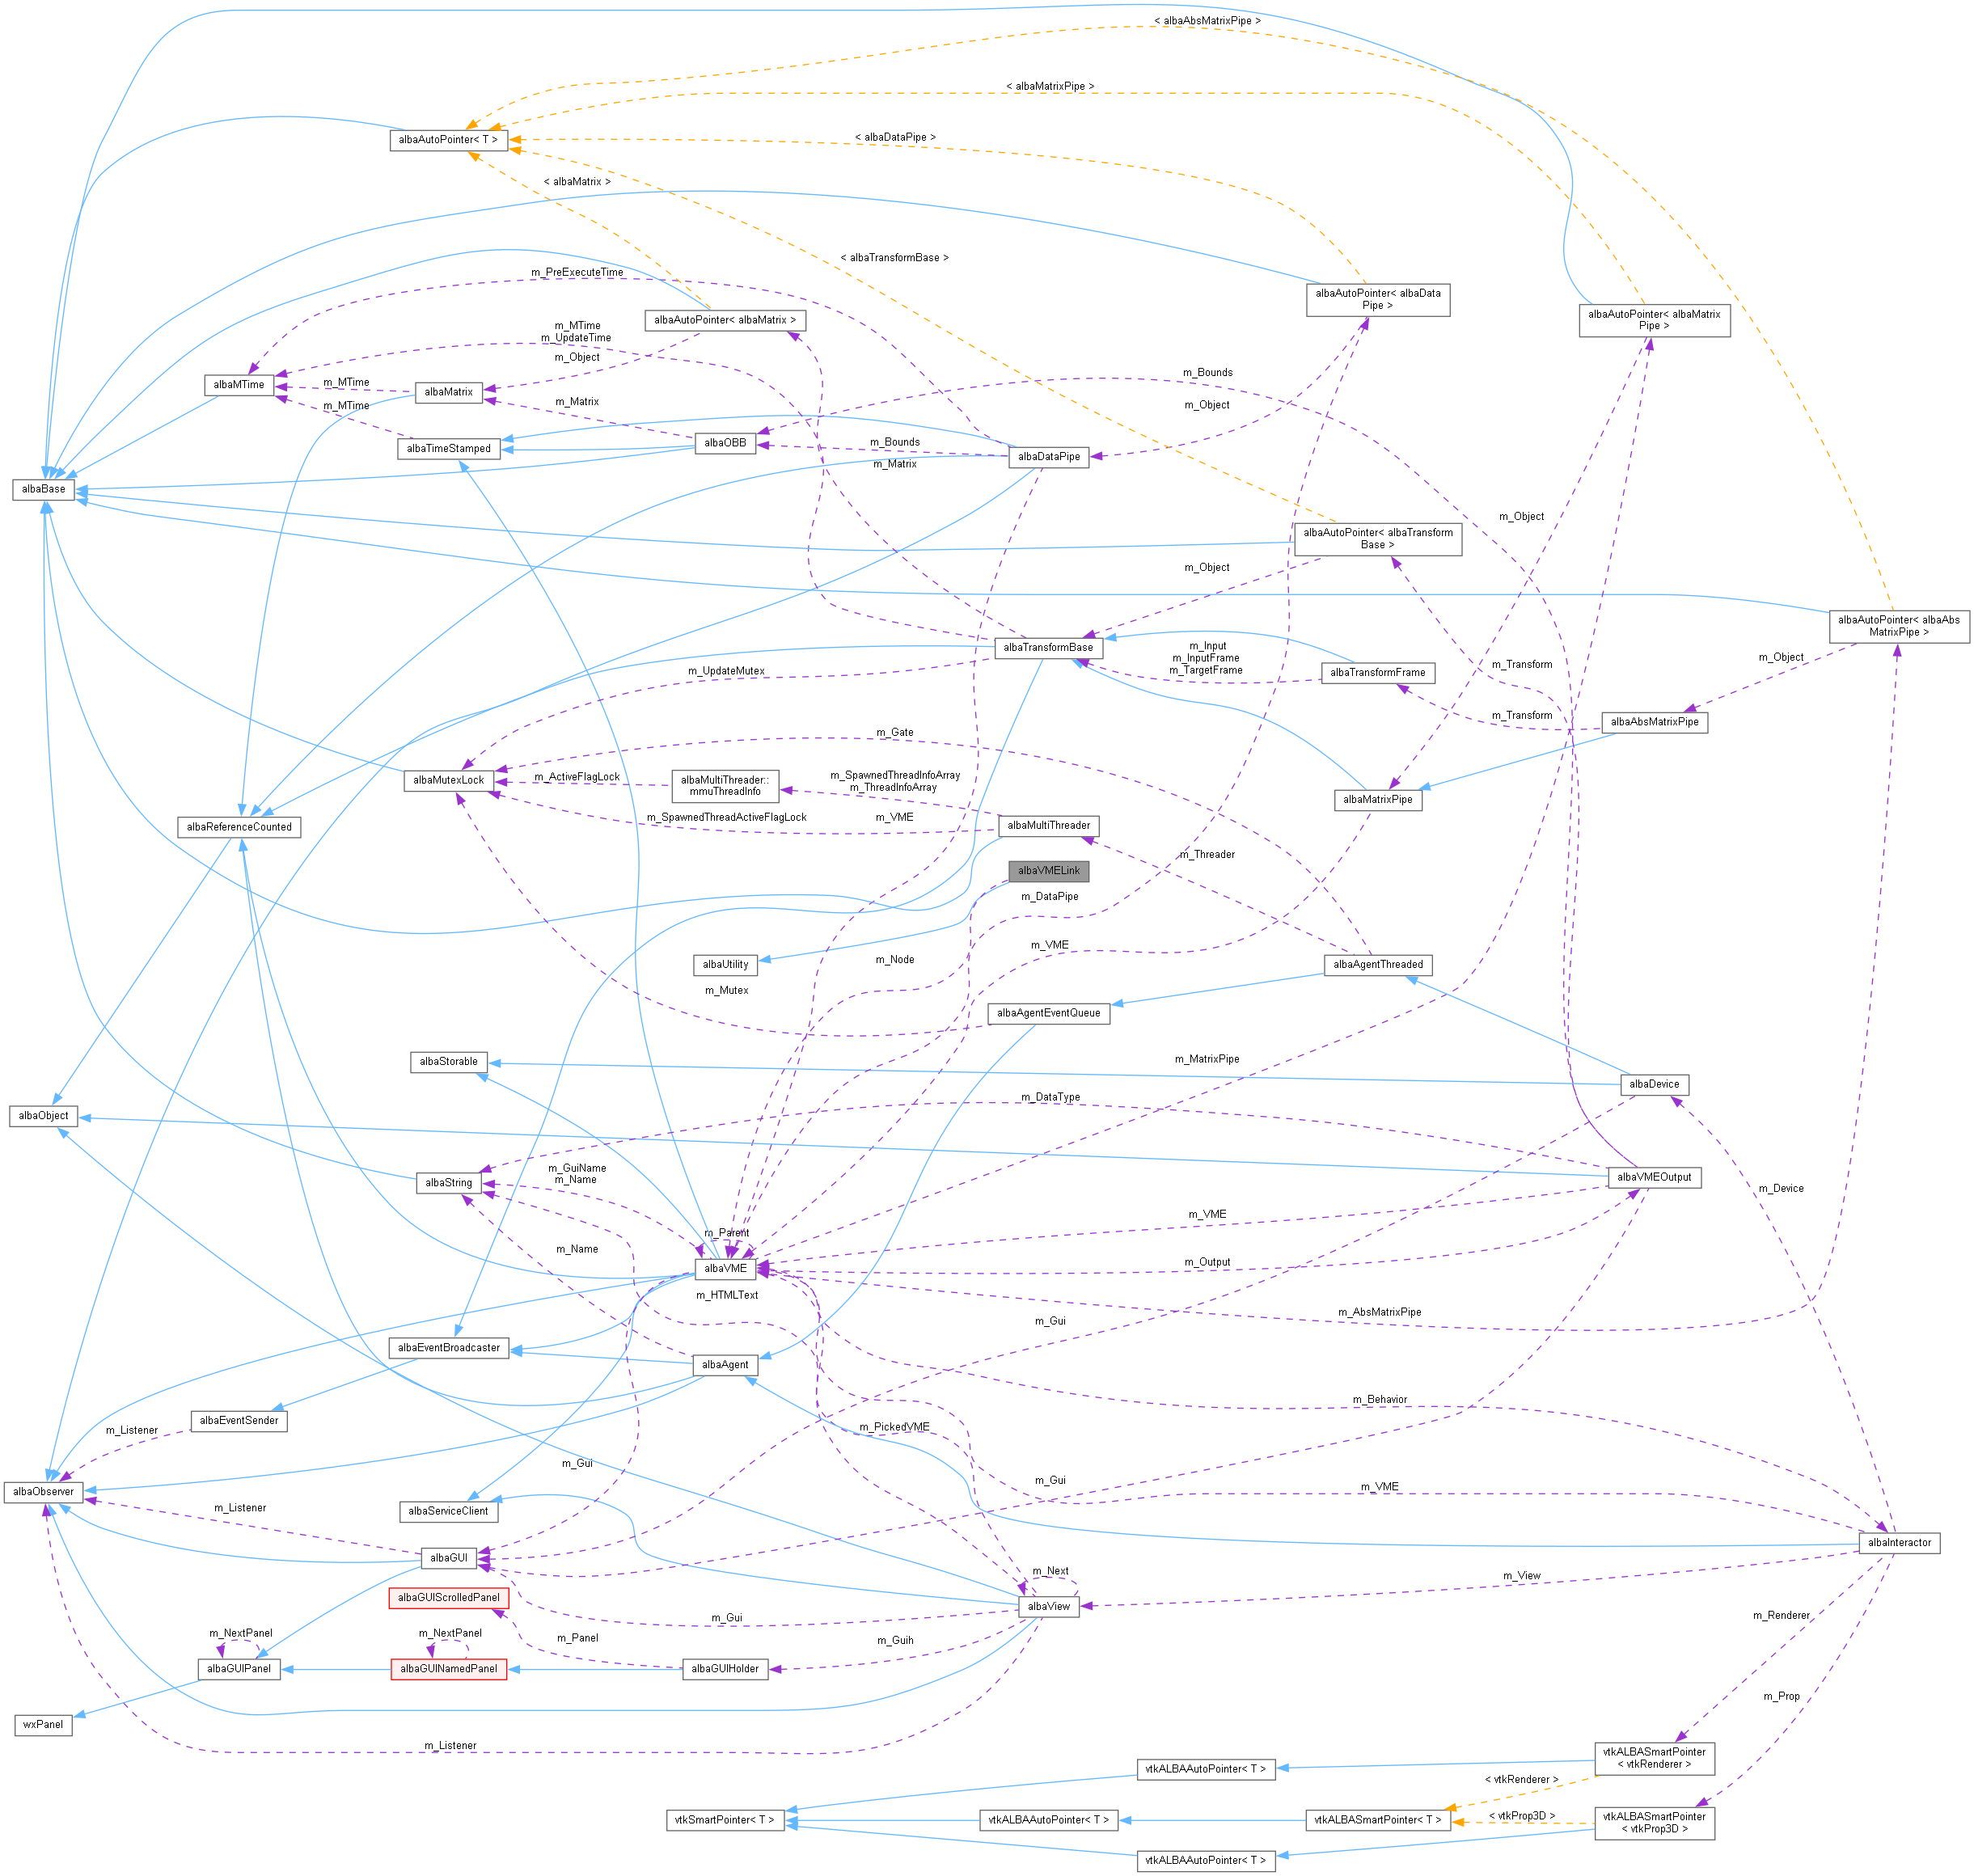 < albaAbsMatrixPipe >
< albaMatrixPipe >
albaAutoPointer< T >
< albaDataPipe >
< albaMatrix >
< albaTransformBase >
m_PreExecuteTime
albaAutoPointer< albaData
Pipe >
albaAutoPointer< albaMatrix
Pipe >
albaAutoPointer< albaMatrix >
m_MTime
m_UpdateTime
m_Object
m_Bounds
albaMTime
m_MTime
albaMatrix
m_MTime
m_Matrix
m_Object
albaTimeStamped
albaOBB
m_Bounds
albaDataPipe
m_Matrix
albaBase
m_Object
albaAutoPointer< albaTransform
Base >
m_Object
albaAutoPointer< albaAbs
MatrixPipe >
albaTransformBase
m_Input
m_InputFrame
m_TargetFrame
m_Transform
m_Object
m_UpdateMutex
albaTransformFrame
m_Transform
albaAbsMatrixPipe
m_Gate
albaMutexLock
m_ActiveFlagLock
albaMultiThreader::
mmuThreadInfo
m_SpawnedThreadInfoArray
m_ThreadInfoArray
albaMatrixPipe
m_SpawnedThreadActiveFlagLock
m_VME
albaMultiThreader
albaReferenceCounted
m_Threader
albaVMELink
m_DataPipe
m_VME
albaUtility
m_Node
albaAgentThreaded
m_Mutex
albaAgentEventQueue
albaStorable
m_MatrixPipe
albaDevice
albaObject
m_DataType
albaString
m_GuiName
m_Name
albaVMEOutput
m_Device
m_VME
m_Parent
m_Name
albaVME
m_Output
m_HTMLText
m_AbsMatrixPipe
m_Gui
albaEventBroadcaster
albaAgent
m_Behavior
albaEventSender
m_Listener
m_PickedVME
m_Gui
m_Gui
m_VME
albaObserver
m_Listener
albaServiceClient
albaInteractor
albaGUI
m_Next
m_View
albaGUIScrolledPanel
albaView
m_Gui
m_Renderer
m_NextPanel
m_NextPanel
m_Panel
m_Guih
albaGUIPanel
albaGUINamedPanel
albaGUIHolder
m_Prop
wxPanel
m_Listener
vtkALBASmartPointer
< vtkRenderer >
vtkALBAAutoPointer< T >
< vtkRenderer >
vtkSmartPointer< T >
vtkALBAAutoPointer< T >
vtkALBASmartPointer< T >
< vtkProp3D >
vtkALBASmartPointer
< vtkProp3D >
vtkALBAAutoPointer< T >